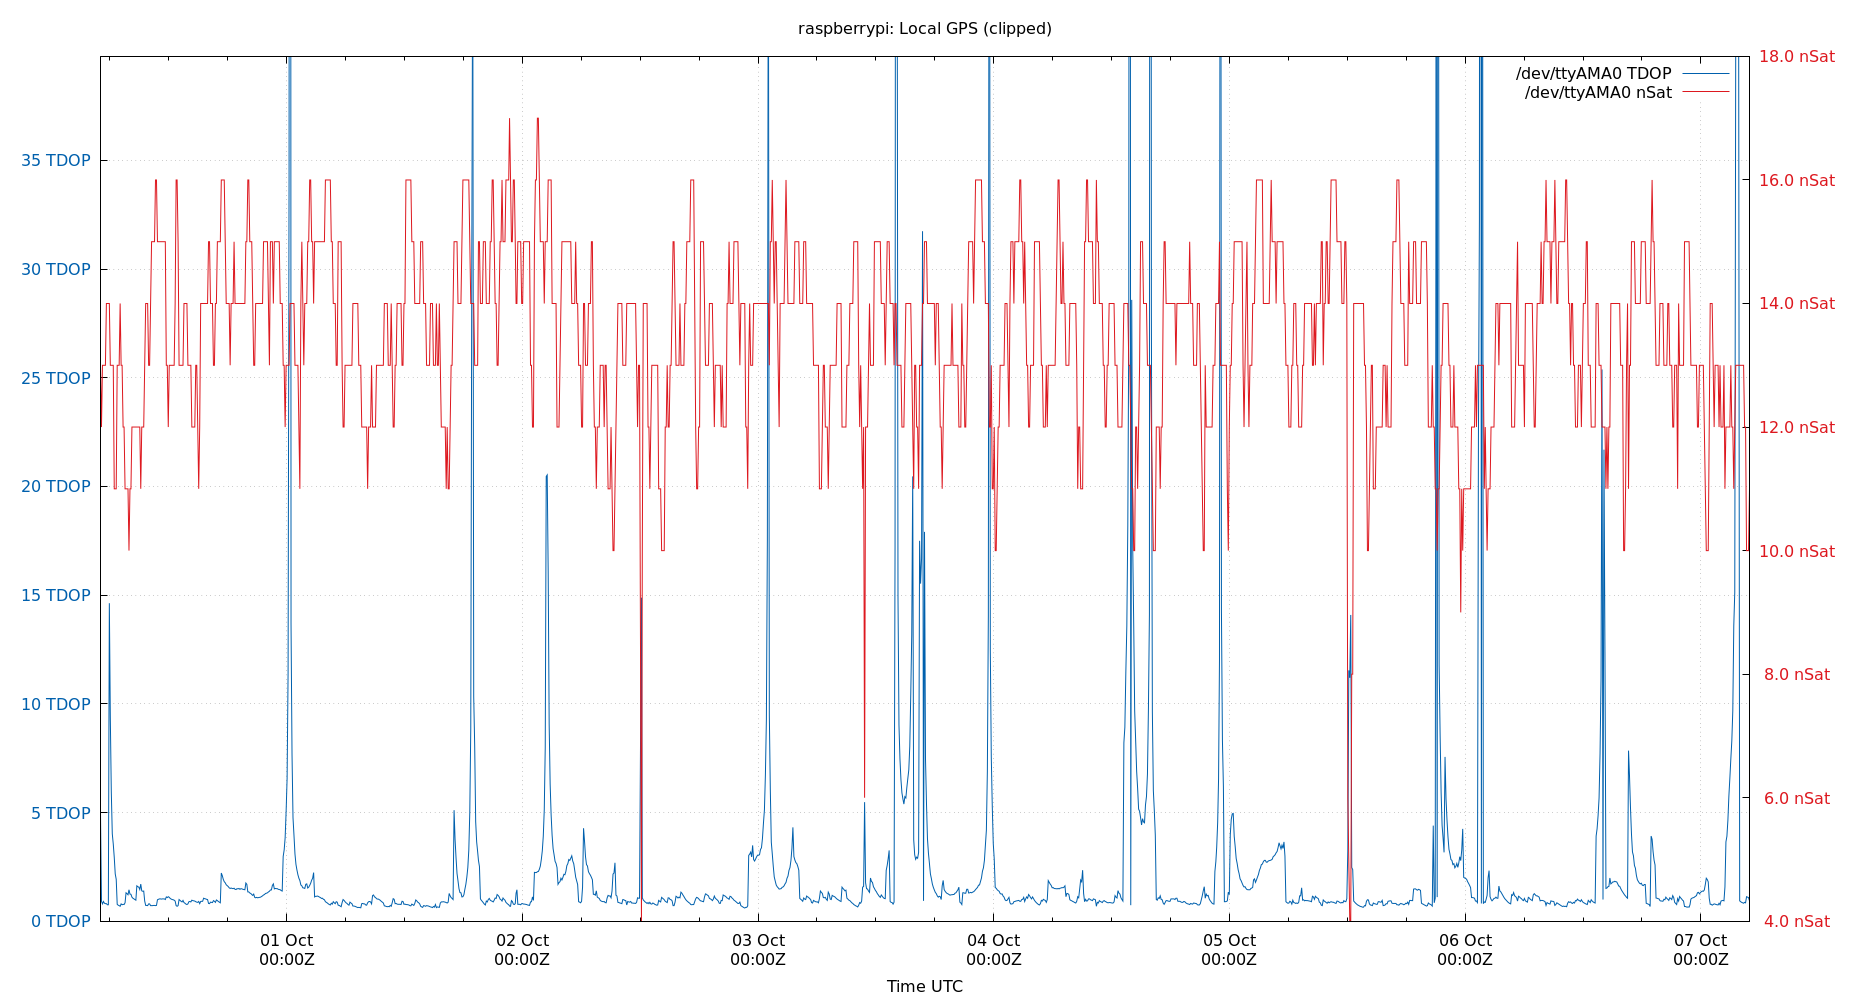 raspberrypi: Local GPS (clipped)
18.0 nSat
/dev/ttyAMA0 TDOP
/dev/ttyAMA0 nSat
35 TDOP
16.0 nSat
30 TDOP
14.0 nSat
25 TDOP
12.0 nSat
20 TDOP
10.0 nSat
15 TDOP
8.0 nSat
10 TDOP
6.0 nSat
5 TDOP
0 TDOP
4.0 nSat
01 Oct 02 Oct 03 Oct 04 Oct 05 Oct 06 Oct 07 Oct
00:00Z 00:00Z 00:00Z 00:00Z 00:00Z 00:00Z 00:00Z
Time UTC